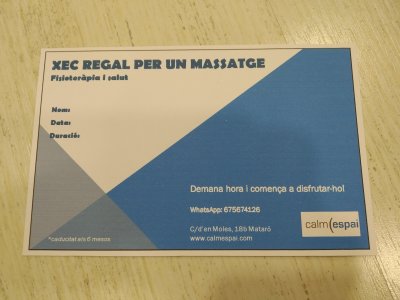 XEC REGAL PER UN MASSATGE
Fisioteràpia i salut
Nom:
Data:
Duració:
Demana hora i comença a disfrutar-ho!
WhatsApp: 675674126
C/d'en Moles, 18b Mataró
www.calmespai.com
calm(espai
*caducitat els 6 mesos